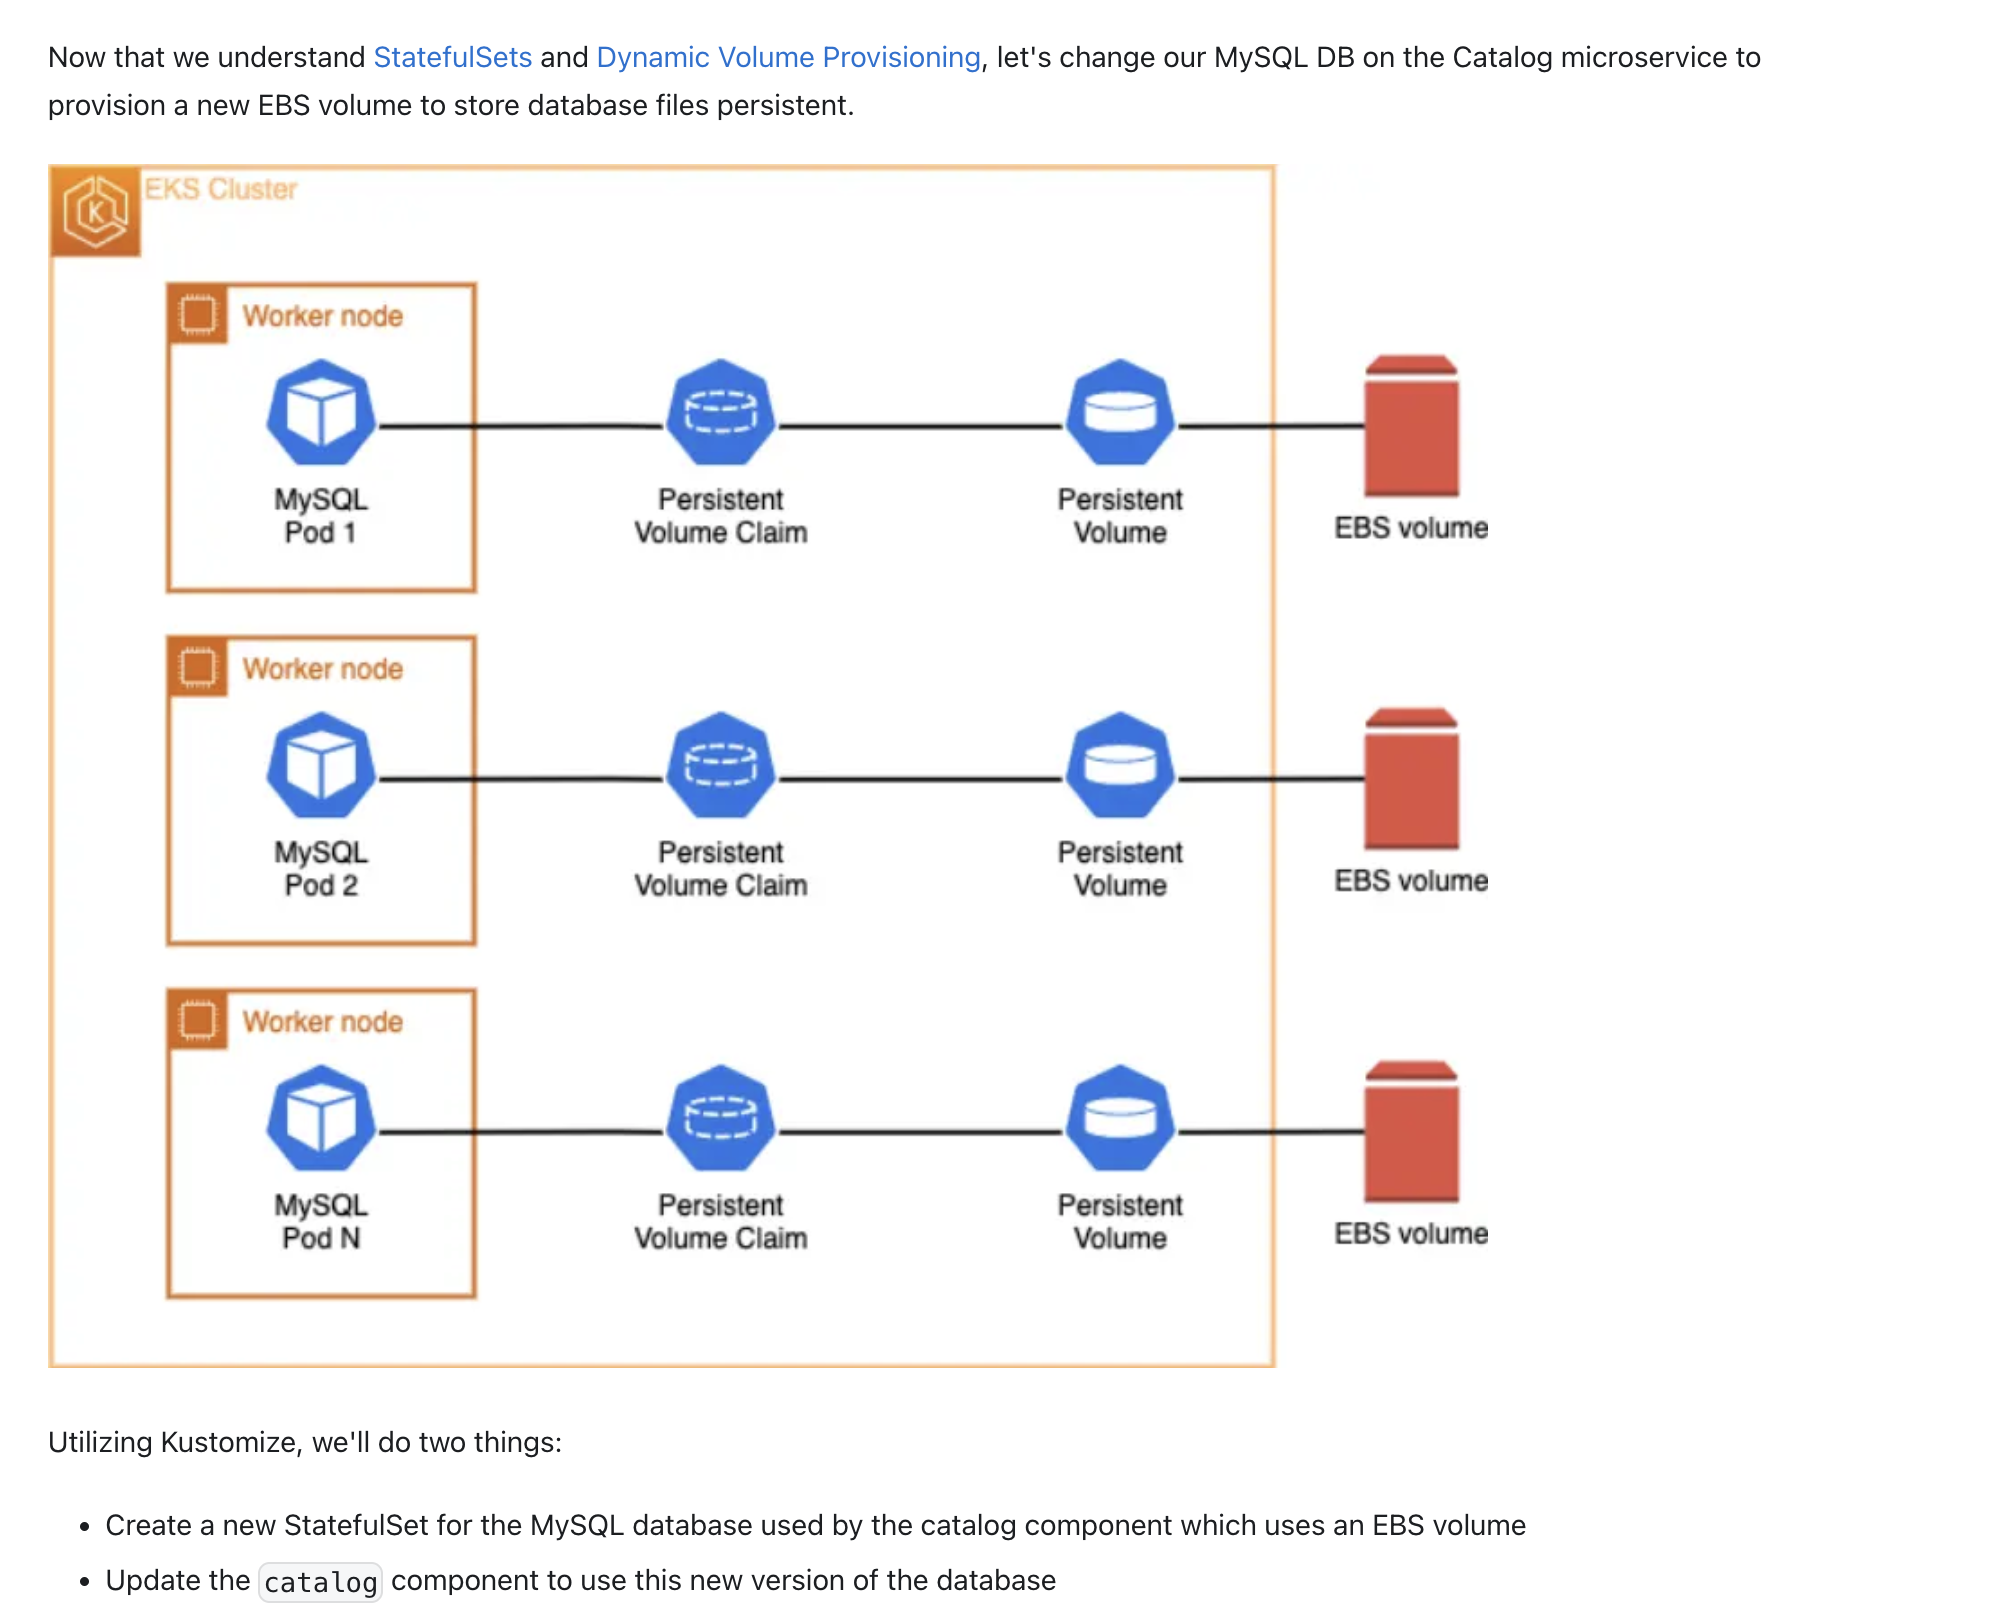 Now that we understand StatefulSets and Dynamic Volume Provisioning, let's change our MySQL DB on the Catalog microservice to
provision a new EBS volume to store database files persistent.
EKS Cluster
Worker node
MySQL
Pod 1
Persistent
Volume Claim
Persistent
Volume
EBS volume
Worker node
MySQL
Pod 2
Persistent
Volume Claim
Persistent
Volume
EBS volume
Worker node
MySQL
Pod N
Persistent
Volume Claim
Persistent
Volume
EBS volume
Utilizing Kustomize, we'll do two things:
• Create a new StatefulSet for the MySQL database used by the catalog component which uses an EBS volume
• Update the catalog component to use this new version of the database